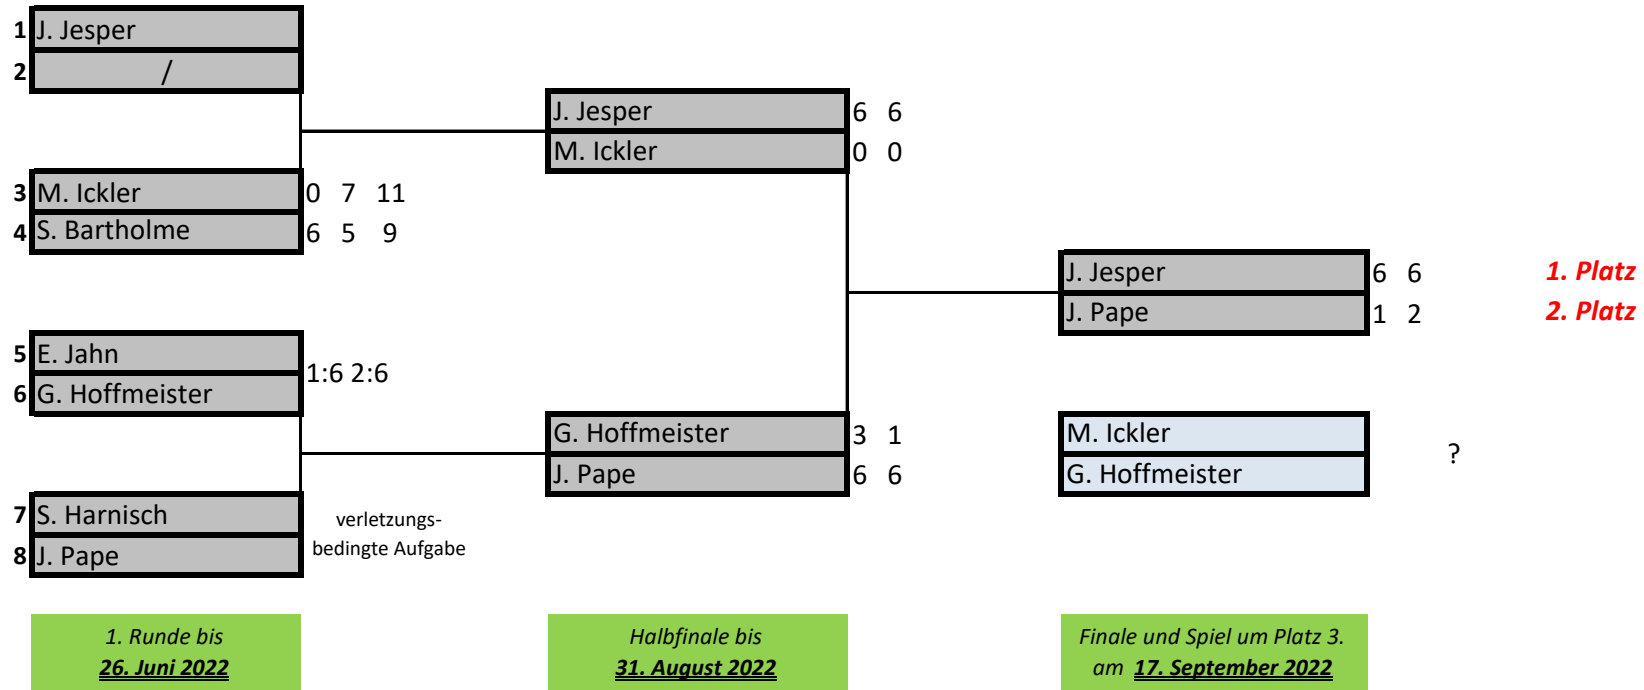 1 J. Jesper
2 /
3 M. Ickler 0 7 11
4 S. Bartholme 6 5 9
5 E. Jahn
1:6 2:6
6 G. Hoffmeister
7 S. Harnisch
8 J. Pape
verletzungs-
bedingte Aufgabe
1. Runde bis
26. Juni 2022
J. Jesper 6 6
M. Ickler 0 0
G. Hoffmeister 3 1
J. Pape 6 6
Halbfinale bis
31. August 2022
J. Jesper 6 6 1. Platz
J. Pape 1 2 2. Platz
M. Ickler
?
G. Hoffmeister
Finale und Spiel um Platz 3.
am 17. September 2022